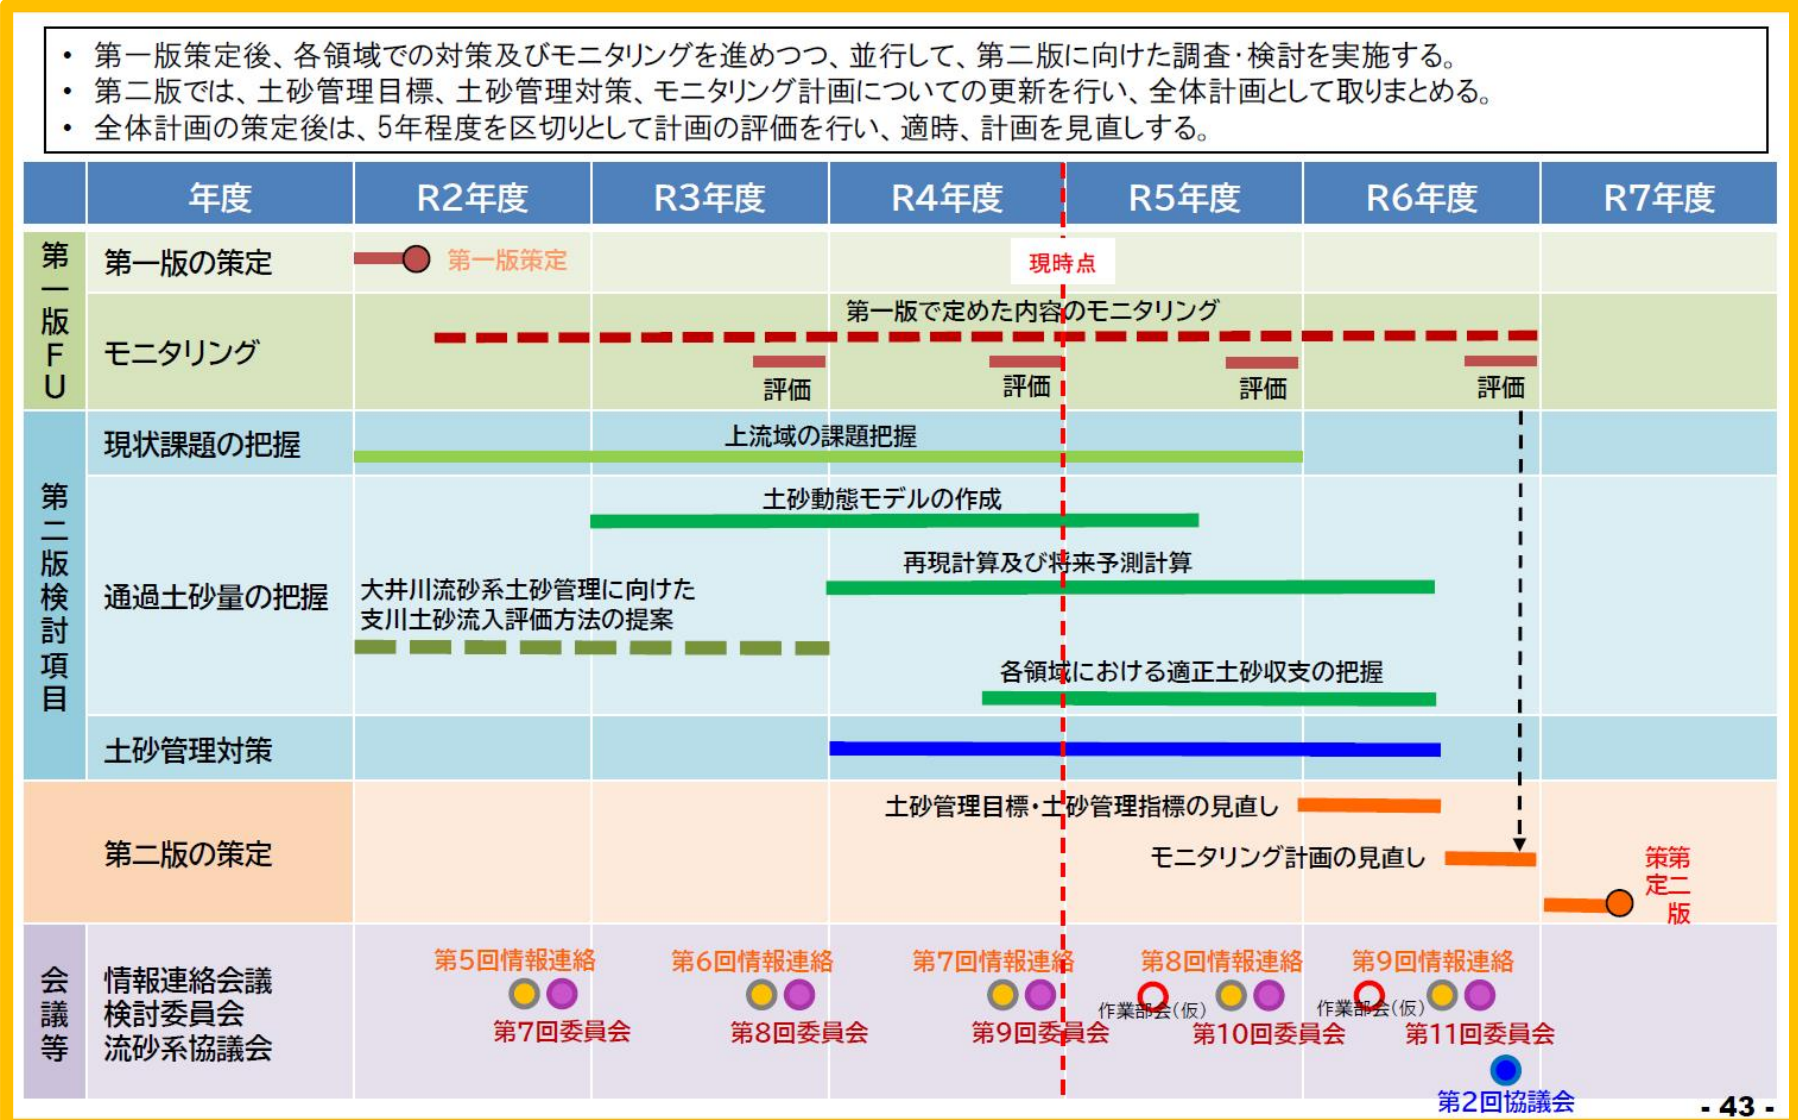 • 第一版策定後、各領域での対策及びモニタリングを進めつつ、並行して、第二版に向けた調査・検討を実施する。
• 第二版では、土砂管理目標、土砂管理対策、モニタリング計画についての更新を行い、全体計画として取りまとめる。
• 全体計画の策定後は、5年程度を区切りとして計画の評価を行い、適時、計画を見直しする。
年度 R2年度 R3年度 R4年度 R5年度 R6年度 R7年度
第一版FU
第一版の策定
第一版策定
現時点
モニタリング
第一版で定めた内容のモニタリング
評価 評価 評価 評価
第二版検討項目
現状課題の把握
上流域の課題把握
通過土砂量の把握
土砂動態モデルの作成
再現計算及び将来予測計算
大井川流砂系土砂管理に向けた
支川土砂流入評価方法の提案
各領域における適正土砂収支の把握
土砂管理対策
第二版の策定
土砂管理目標・土砂管理指標の見直し
モニタリング計画の見直し
第二版
策定
会議等
情報連絡会議
検討委員会
流砂系協議会
第5回情報連絡 第6回情報連絡 第7回情報連絡 第8回情報連絡 第9回情報連絡
作業部会(仮) 作業部会(仮)
第7回委員会 第8回委員会 第9回委員会 第10回委員会 第11回委員会
第2回協議会
- 43 -